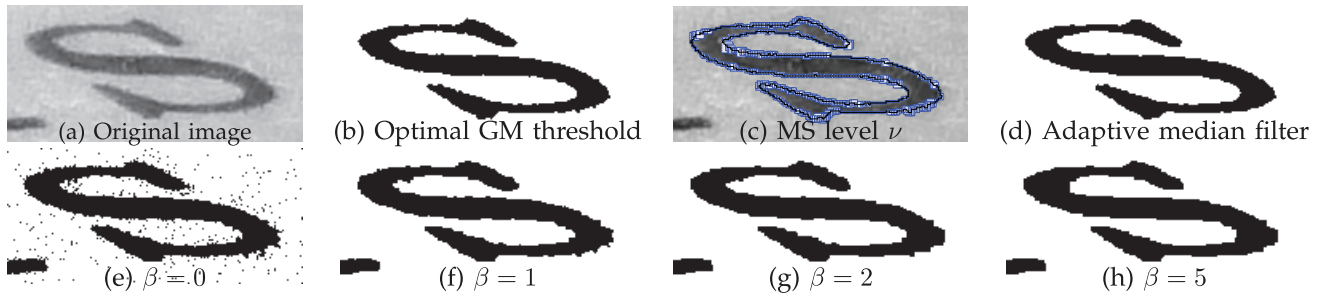 (a) Original image
(b) Optimal GM threshold
(c) MS level ν
(d) Adaptive median filter
(e) β = 0
(f) β = 1
(g) β = 2
(h) β = 5